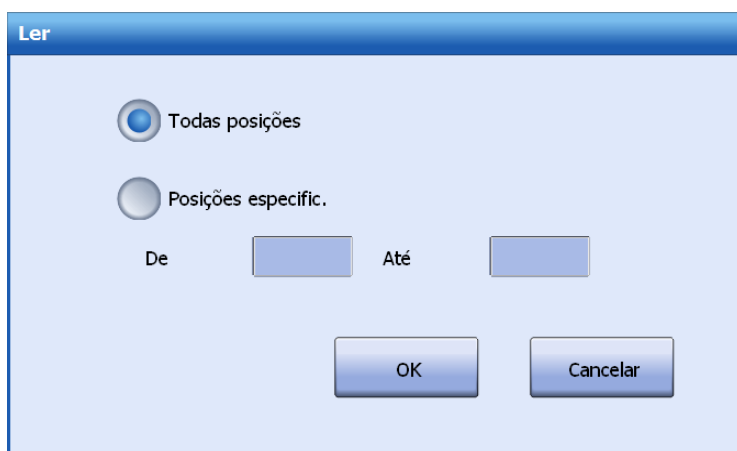 Ler
Todas posições
Posições especific.
De Até
OK Cancelar